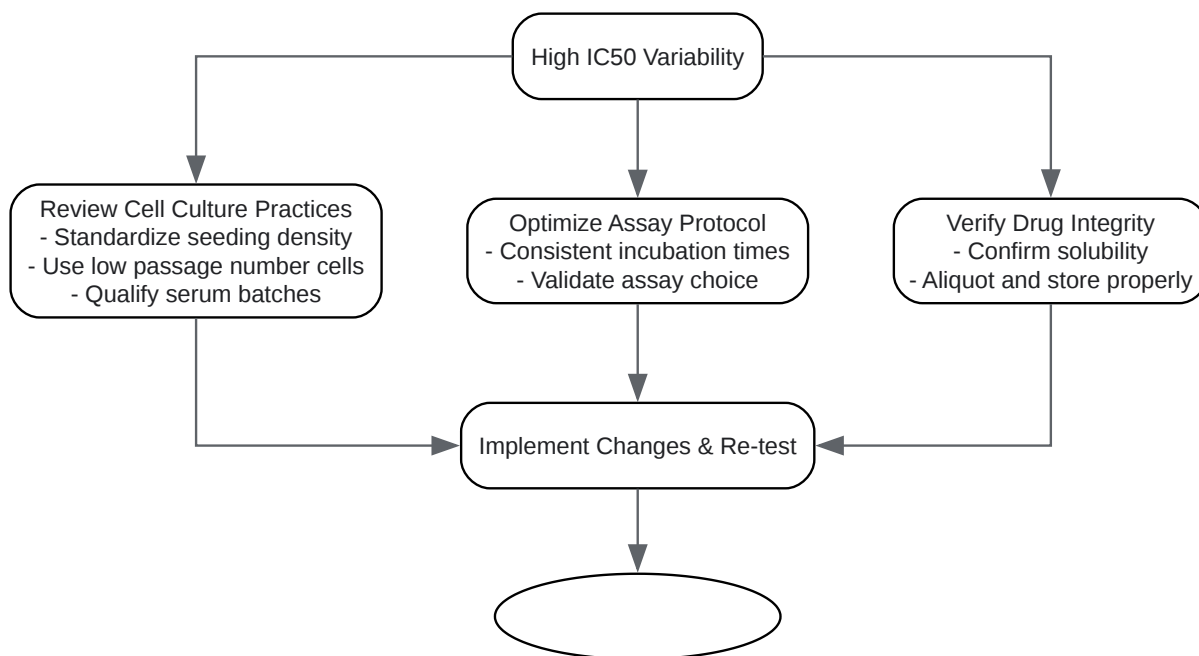 High IC50 Variability
Review Cell Culture Practices
- Standardize seeding density
- Use low passage number cells
- Qualify serum batches
Optimize Assay Protocol
- Consistent incubation times
- Validate assay choice
Verify Drug Integrity
- Confirm solubility
- Aliquot and store properly
Implement Changes & Re-test